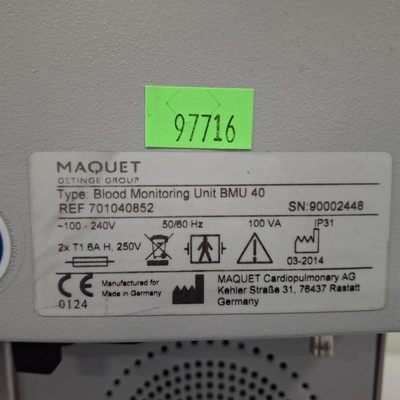 97716
MAQUET
GETINGE GROUP
Type: Blood Monitoring Unit BMU 40
REF 701040852 SN:90002448
~100 - 240V 50/60 Hz 100 VA IP31
2x T1.6A H, 250V
03-2014
CE
0124
Manufactured for
Made in Germany
MAQUET Cardiopulmonary AG
Kehler Straße 31, 76437 Rastatt
Germany